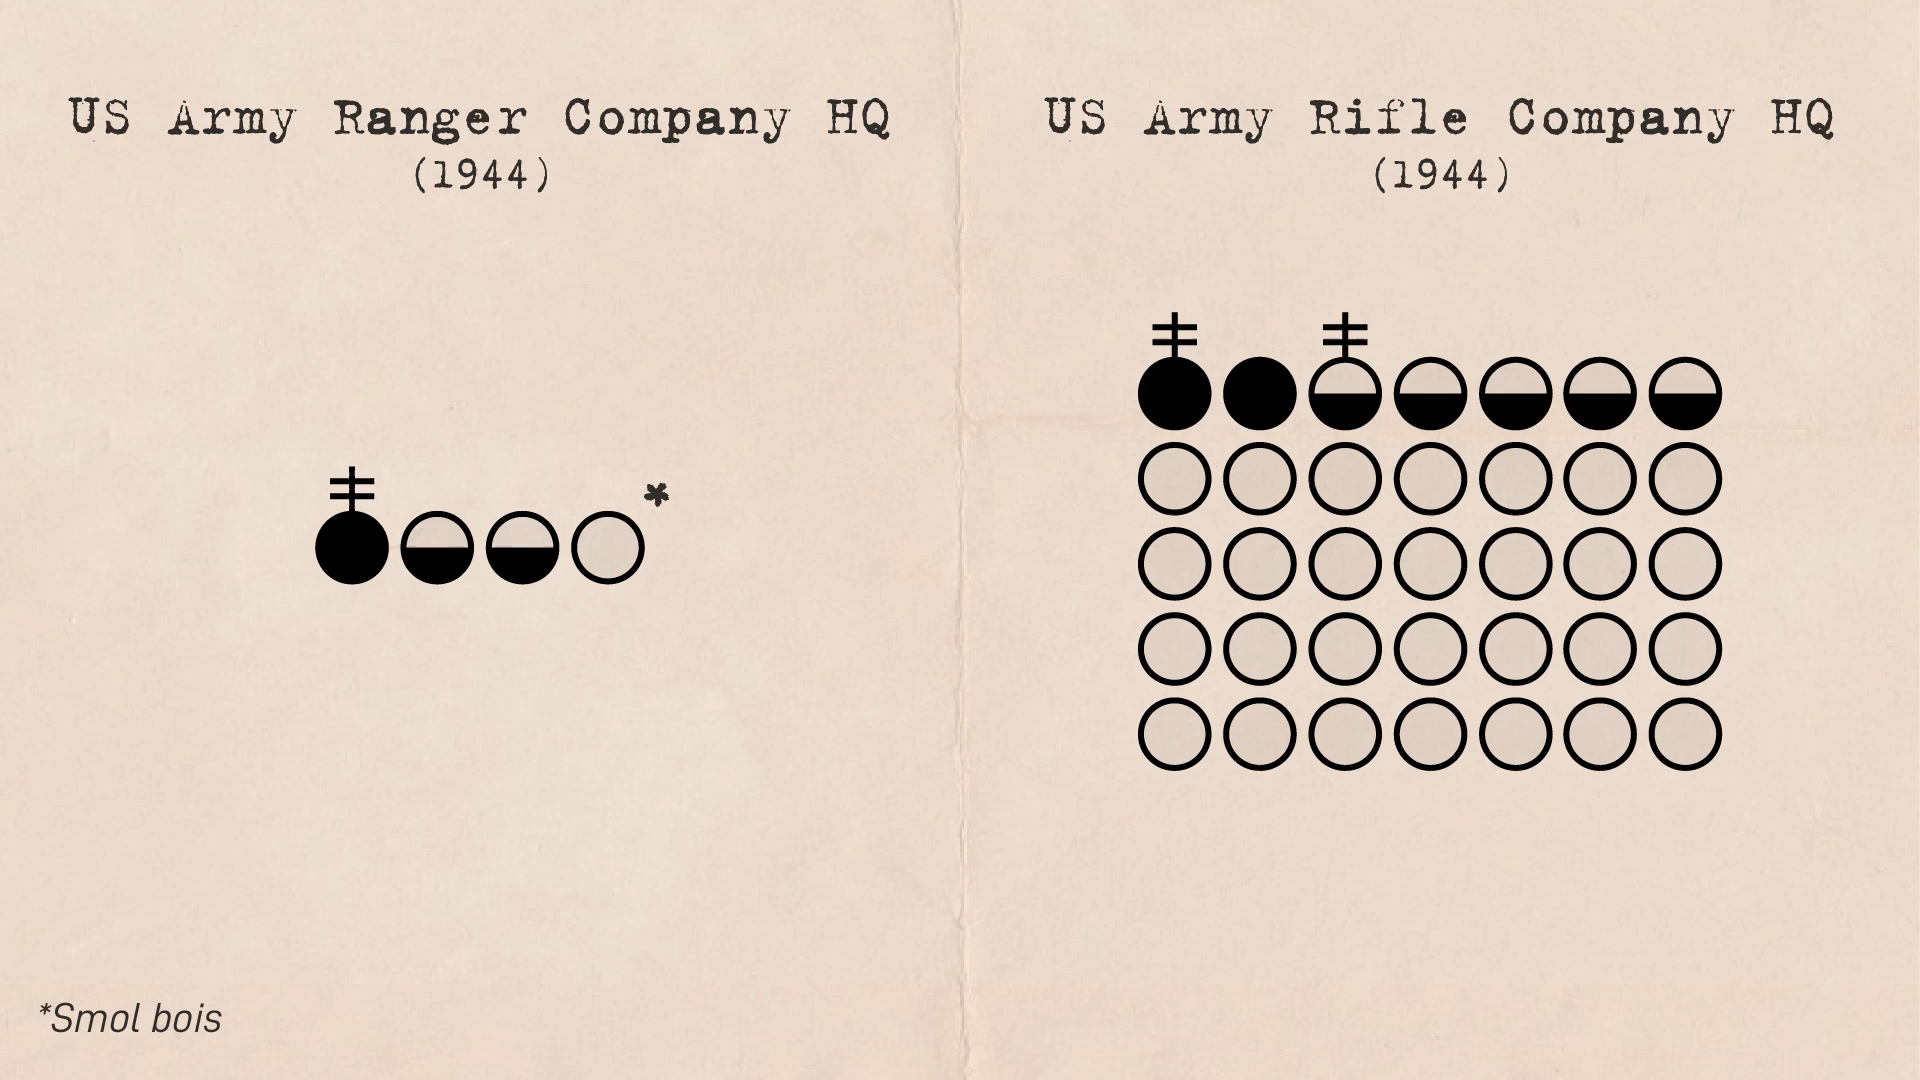 US Army Ranger Company HQ
(1944)
US Army Rifle Company HQ
(1944)
*
*Smol bois